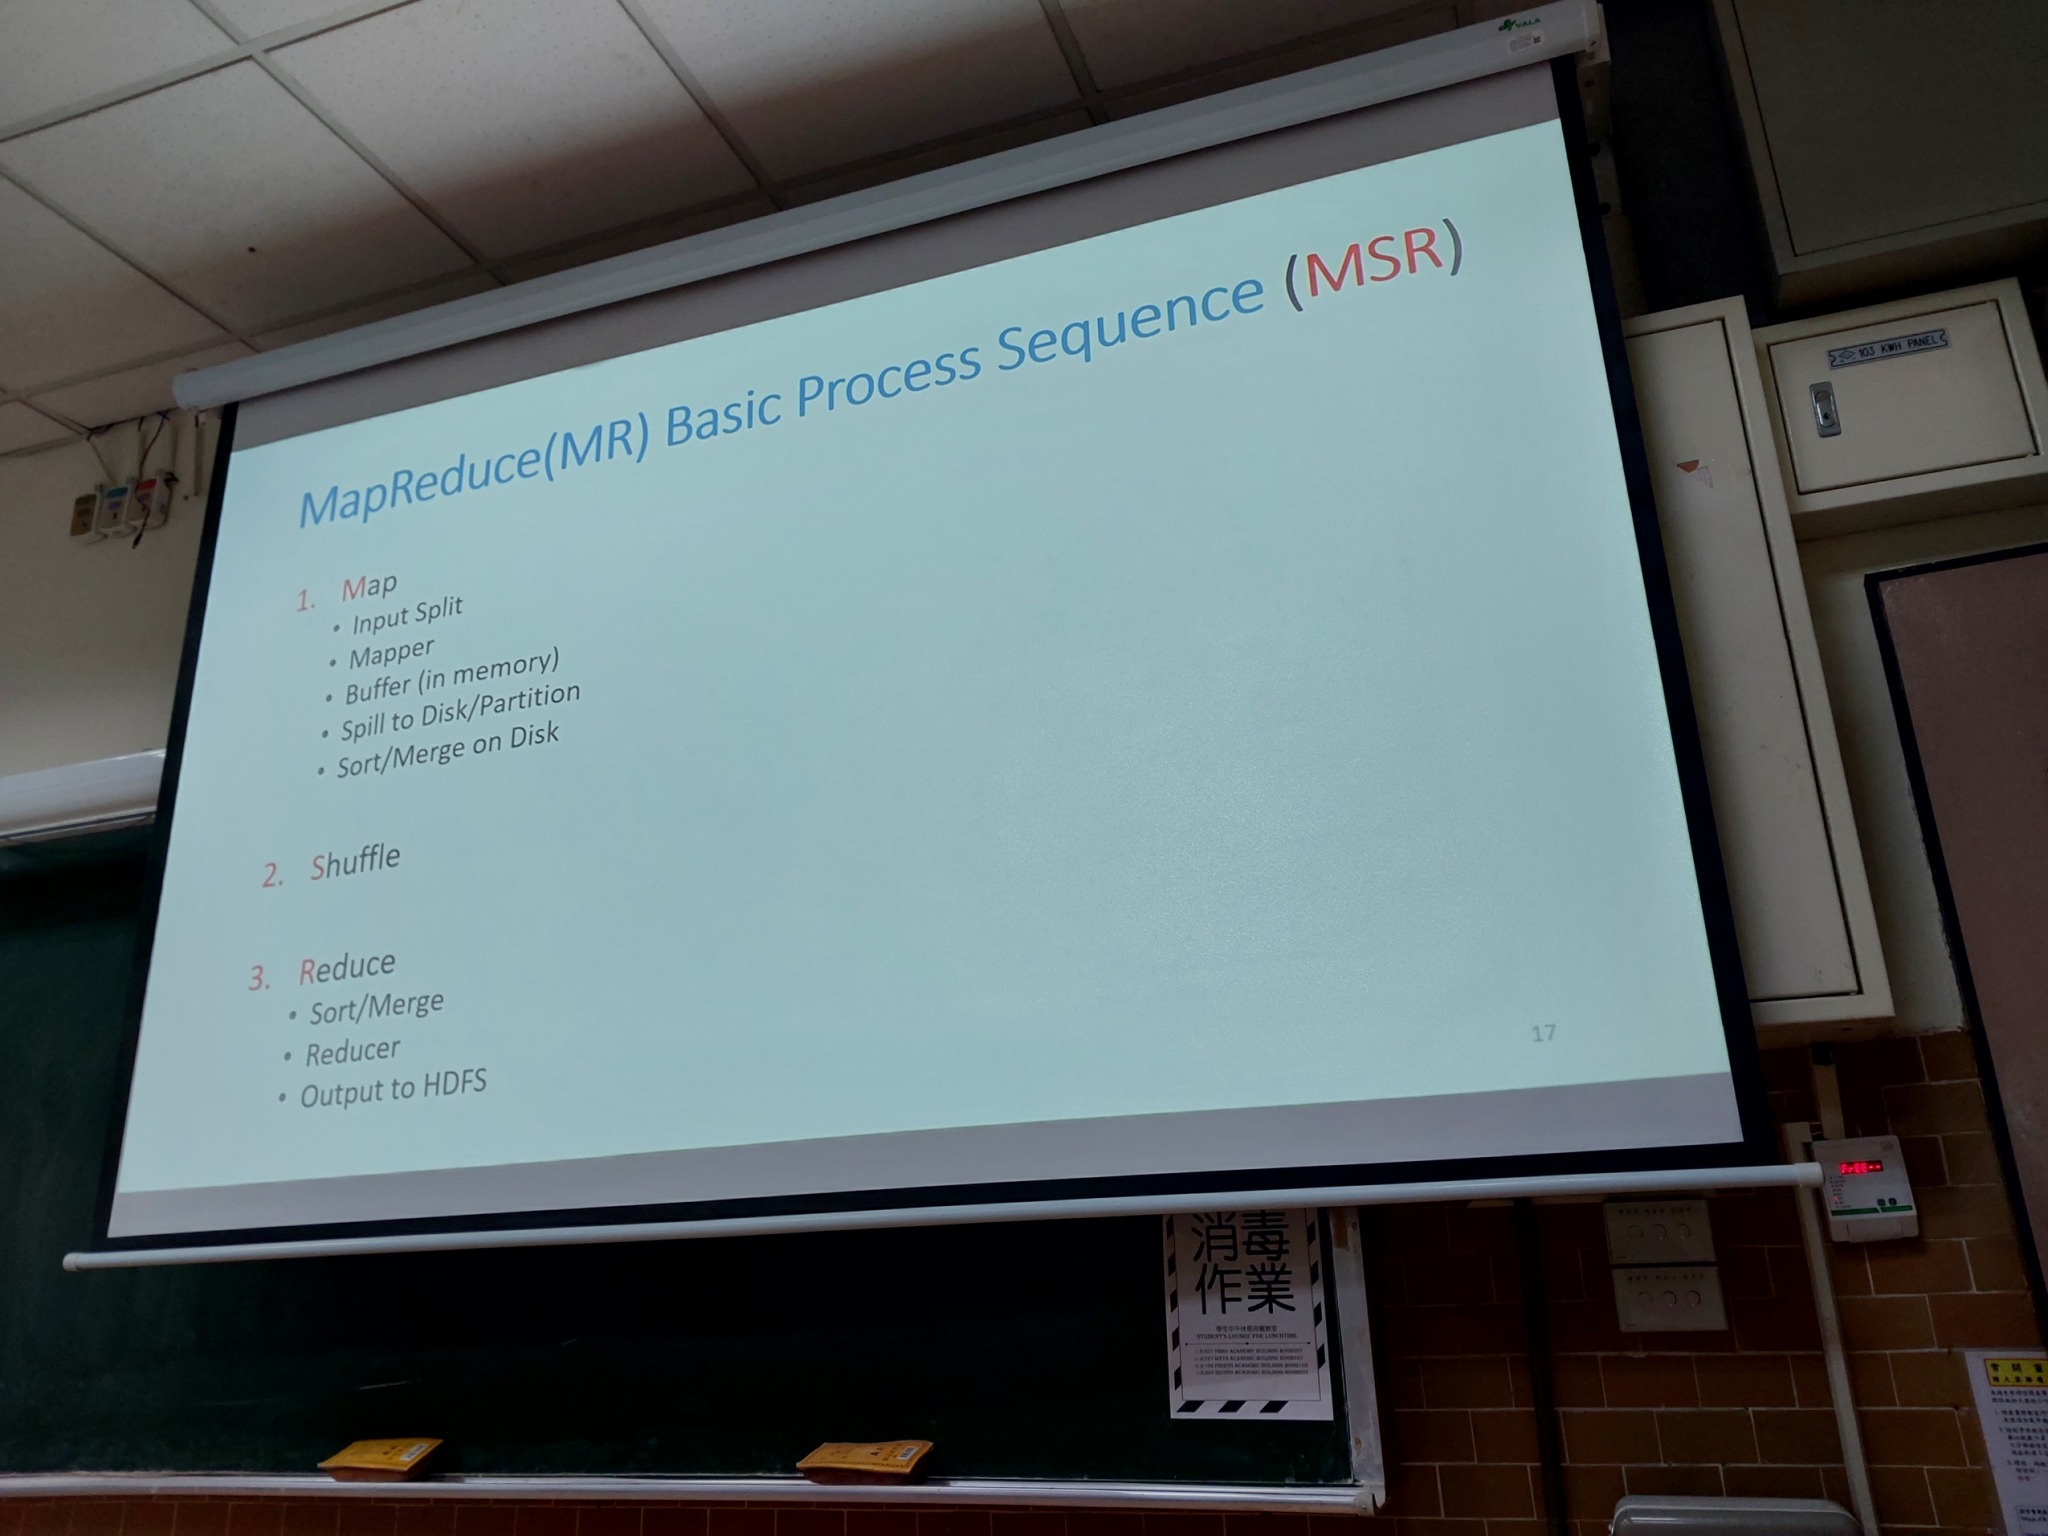 VALA
MapReduce(MR) Basic Process Sequence (MSR)
1. Map
• Input Split
• Mapper
• Buffer (in memory)
• Spill to Disk/Partition
• Sort/Merge on Disk
2. Shuffle
3. Reduce
• Sort/Merge
• Reducer
• Output to HDFS
17
103 KWH PANEL
FrEE--
消毒
作業
STUDENT'S LOUNGE FOR LUNCHTIME